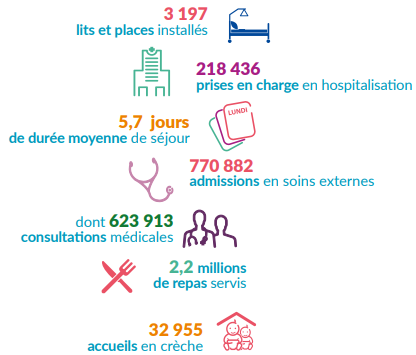 3 197
lits et places installés
218 436
prises en charge en hospitalisation
5,7 jours
de durée moyenne de séjour
LUNDI
770 882
admissions en soins externes
dont 623 913
consultations médicales
2,2 millions
de repas servis
32 955
accueils en crèche